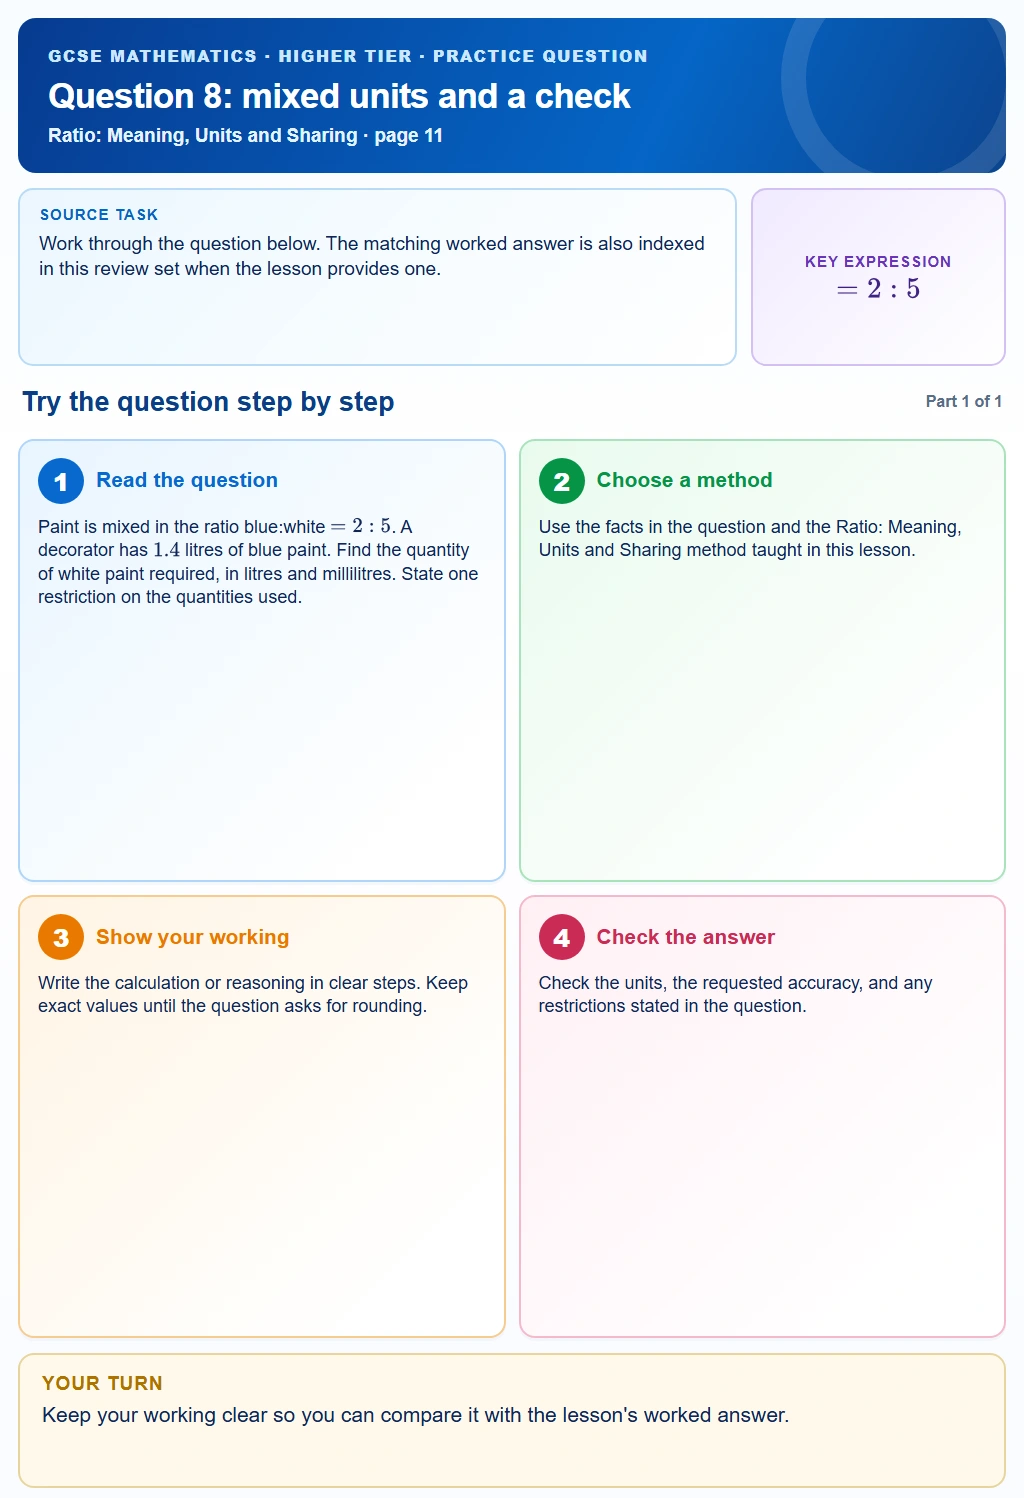 GCSE MATHEMATICS · HIGHER TIER · PRACTICE QUESTION
Question 8: mixed units and a check
Ratio: Meaning, Units and Sharing · page 11
SOURCE TASK
Work through the question below. The matching worked answer is also indexed
in this review set when the lesson provides one.
KEY EXPRESSION
= 2 : 5
Try the question step by step
Part 1 of 1
1 Read the question
Paint is mixed in the ratio blue:white = 2 : 5. A
decorator has 1.4 litres of blue paint. Find the quantity
of white paint required, in litres and millilitres. State one
restriction on the quantities used.
2 Choose a method
Use the facts in the question and the Ratio: Meaning,
Units and Sharing method taught in this lesson.
3 Show your working
Write the calculation or reasoning in clear steps. Keep
exact values until the question asks for rounding.
4 Check the answer
Check the units, the requested accuracy, and any
restrictions stated in the question.
YOUR TURN
Keep your working clear so you can compare it with the lesson's worked answer.